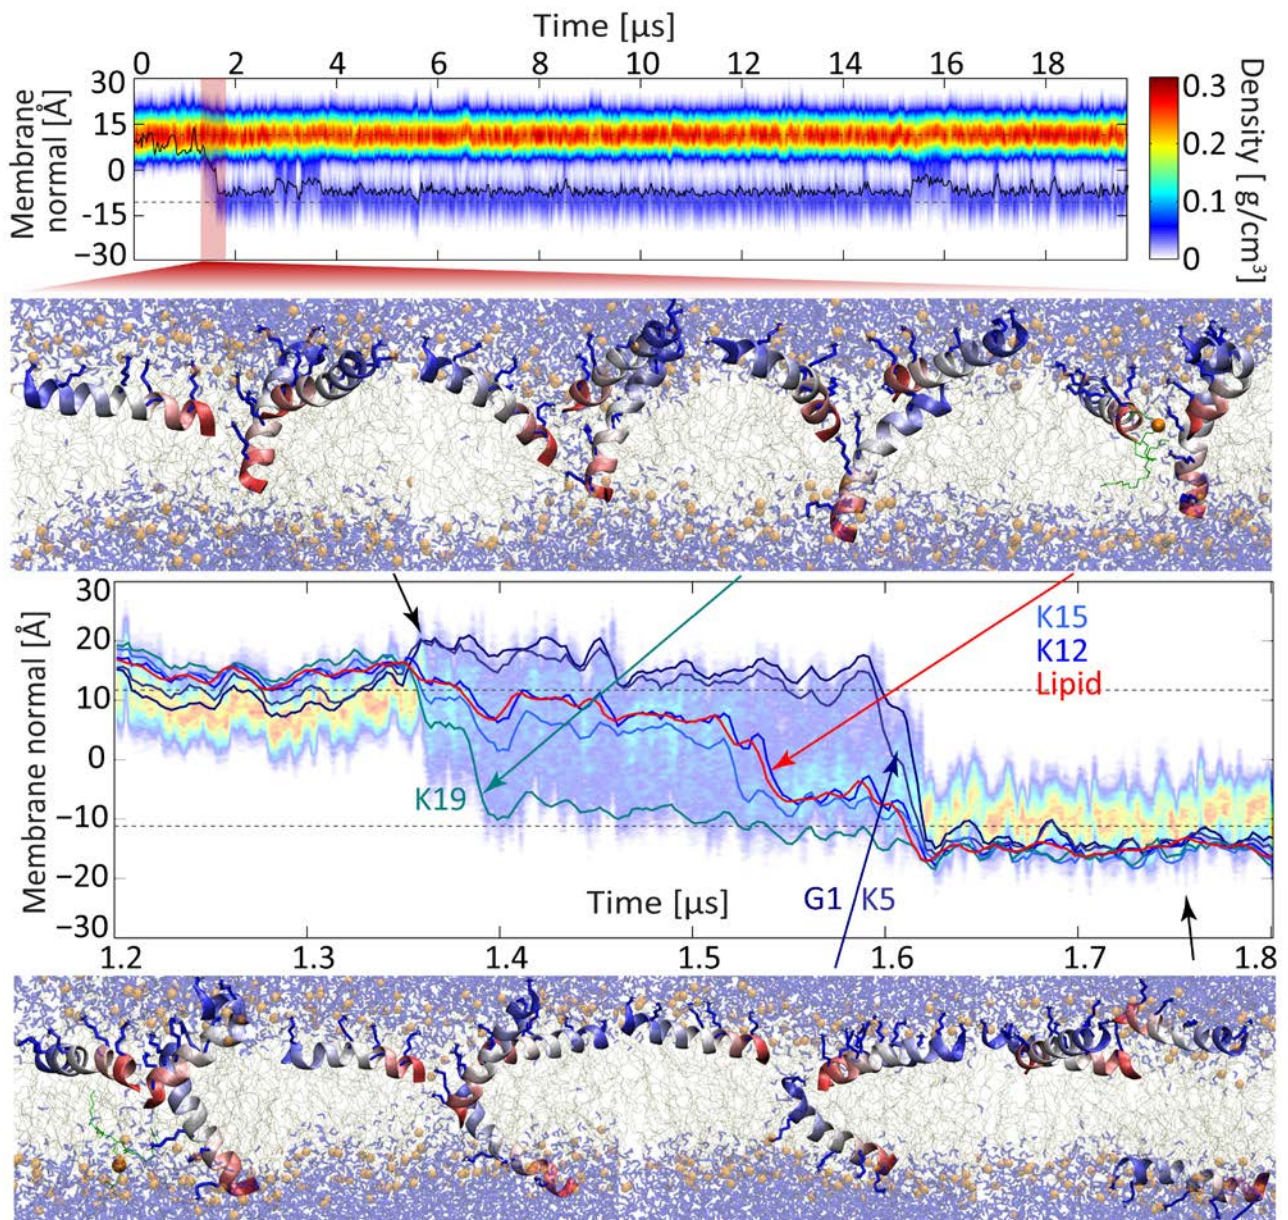 Time [μs]
0 2 4 6 8 10 12 14 16 18
Membrane
normal [Å]
30
15
0
−15
−30
Density [g/cm³]
0.3
0.2
0.1
0
Membrane normal [Å]
30
20
10
0
−10
−20
−30
K15
K12
Lipid
K19
G1 K5
Time [μs]
1.2 1.3 1.4 1.5 1.6 1.7 1.8